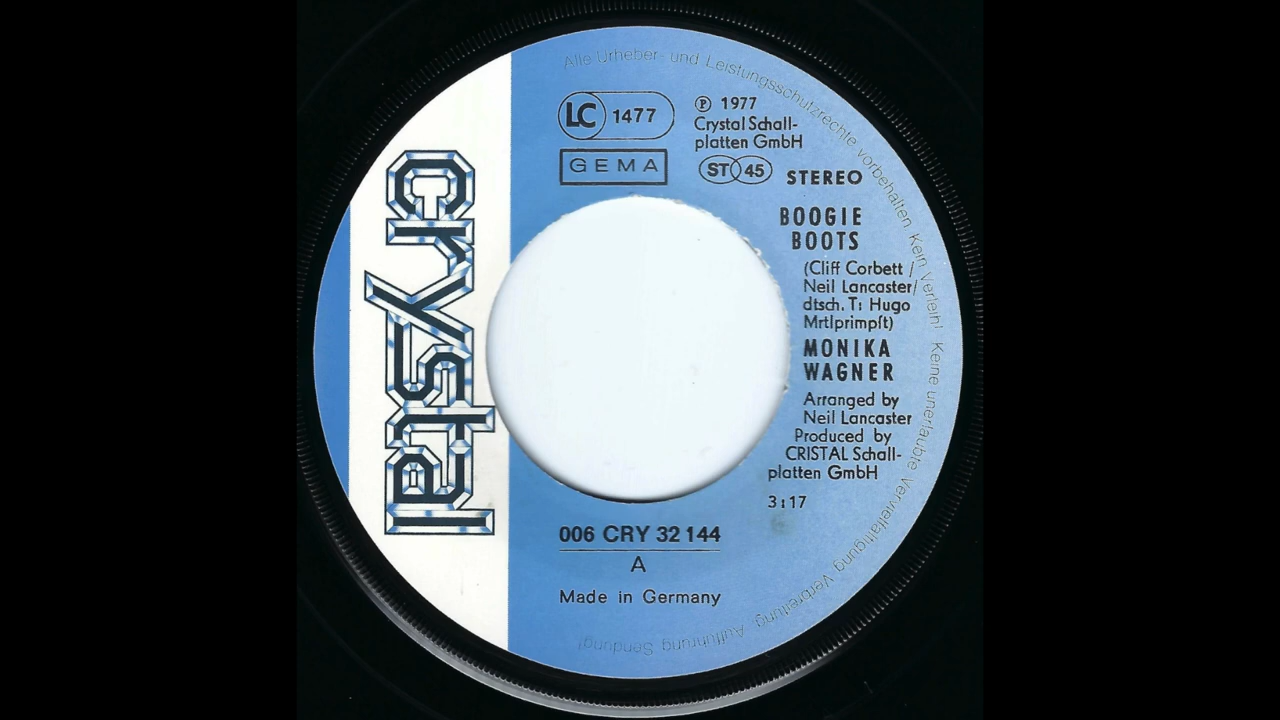 Alle Urheber- und Leistungsschutzrechte vorbehalten Kein Verleih! Keine unerlaubte Vervielfältigung, Verbreitung, Aufführung, Sendung!
LC 1477
GEMA
℗ 1977
Crystal Schall-
platten GmbH
ST 45
STEREO
crystal
BOOGIE
BOOTS
(Cliff Corbett /
Neil Lancaster/
dtsch. T: Hugo
Mrtlprimpft)
MONIKA
WAGNER
Arranged by
Neil Lancaster
Produced by
CRISTAL Schall-
platten GmbH
3:17
006 CRY 32 144
A
Made in Germany